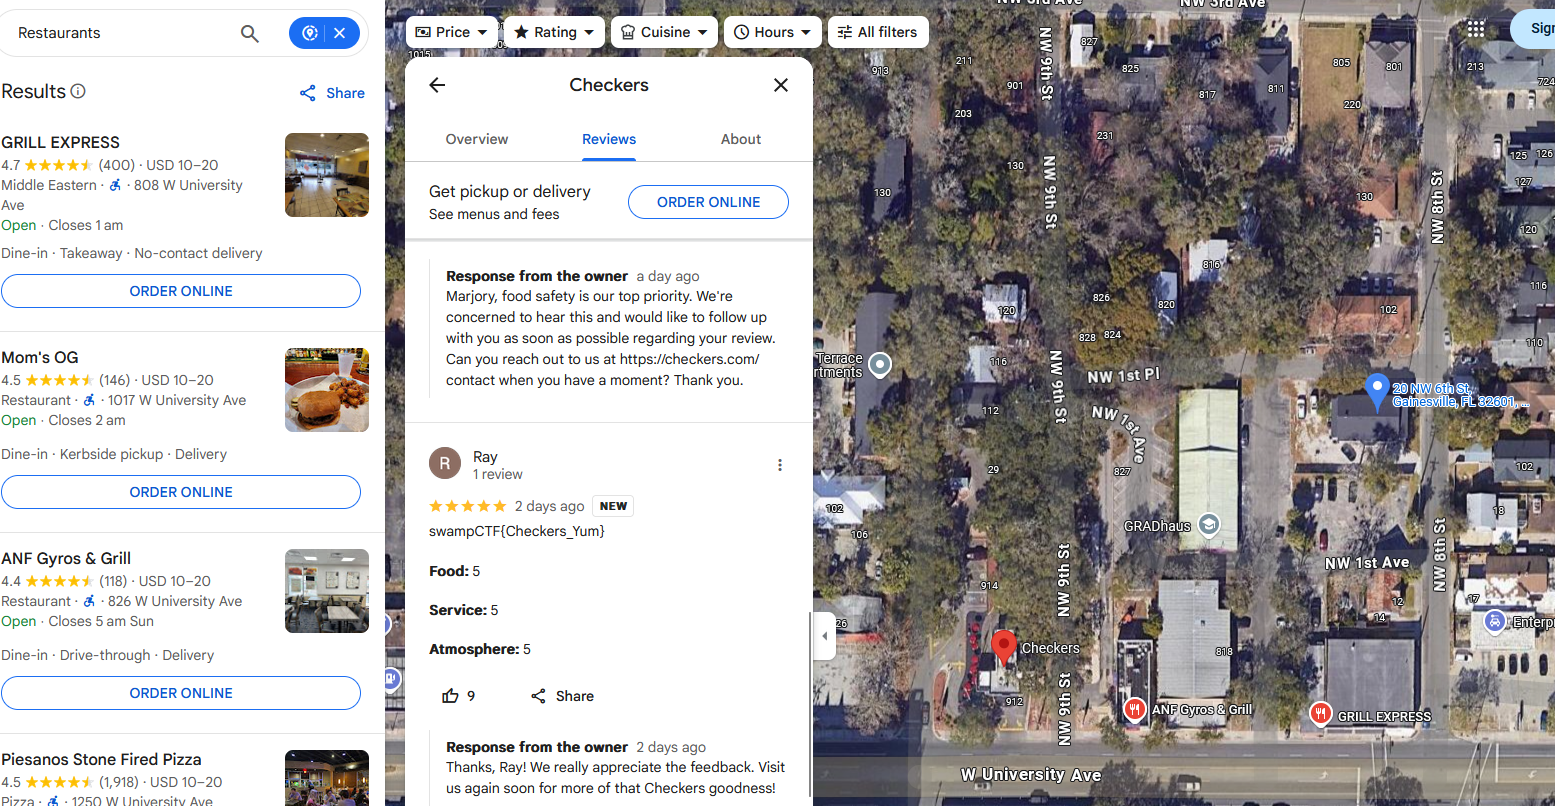 Restaurants
Results
Share
GRILL EXPRESS
4.7 (400) · USD 10–20
Middle Eastern · · 808 W University
Ave
Open · Closes 1 am
Dine-in · Takeaway · No-contact delivery
ORDER ONLINE
Mom's OG
4.5 (146) · USD 10–20
Restaurant · · 1017 W University Ave
Open · Closes 2 am
Dine-in · Kerbside pickup · Delivery
ORDER ONLINE
ANF Gyros & Grill
4.4 (118) · USD 10–20
Restaurant · · 826 W University Ave
Open · Closes 5 am Sun
Dine-in · Drive-through · Delivery
ORDER ONLINE
Piesanos Stone Fired Pizza
4.5 (1,918) · USD 10–20
Pizza · · 1250 W University Ave
Price
Rating
Cuisine
Hours
All filters
Checkers
Overview
Reviews
About
Get pickup or delivery
See menus and fees
ORDER ONLINE
Response from the owner a day ago
Marjory, food safety is our top priority. We're
concerned to hear this and would like to follow up
with you as soon as possible regarding your review.
Can you reach out to us at https://checkers.com/
contact when you have a moment? Thank you.
R
Ray
1 review
2 days ago NEW
swampCTF{Checkers_Yum}
Food: 5
Service: 5
Atmosphere: 5
9
Share
Response from the owner 2 days ago
Thanks, Ray! We really appreciate the feedback. Visit
us again soon for more of that Checkers goodness!
NW 3rd Ave
NW 3rd Ave
Sign
1015
913
211
827
825
805
801
213
724
901
817
811
203
220
231
125
126
130
130
127
130
NW 9th St
NW 9th St
NW 8th St
120
816
116
826
820
120
102
828
824
110
Terrace
rtments
116
NW 1st Pl
NW 9th St
20 NW 6th St,
Gainesville, FL 32601, ...
112
NW 1st Ave
29
827
102
102
18
106
GRADhaus
NW 8th St
NW 9th St
NW 1st Ave
914
12
17
14
26
Enterp
Checkers
818
912
NW 9th St
ANF Gyros & Grill
GRILL EXPRESS
W University Ave